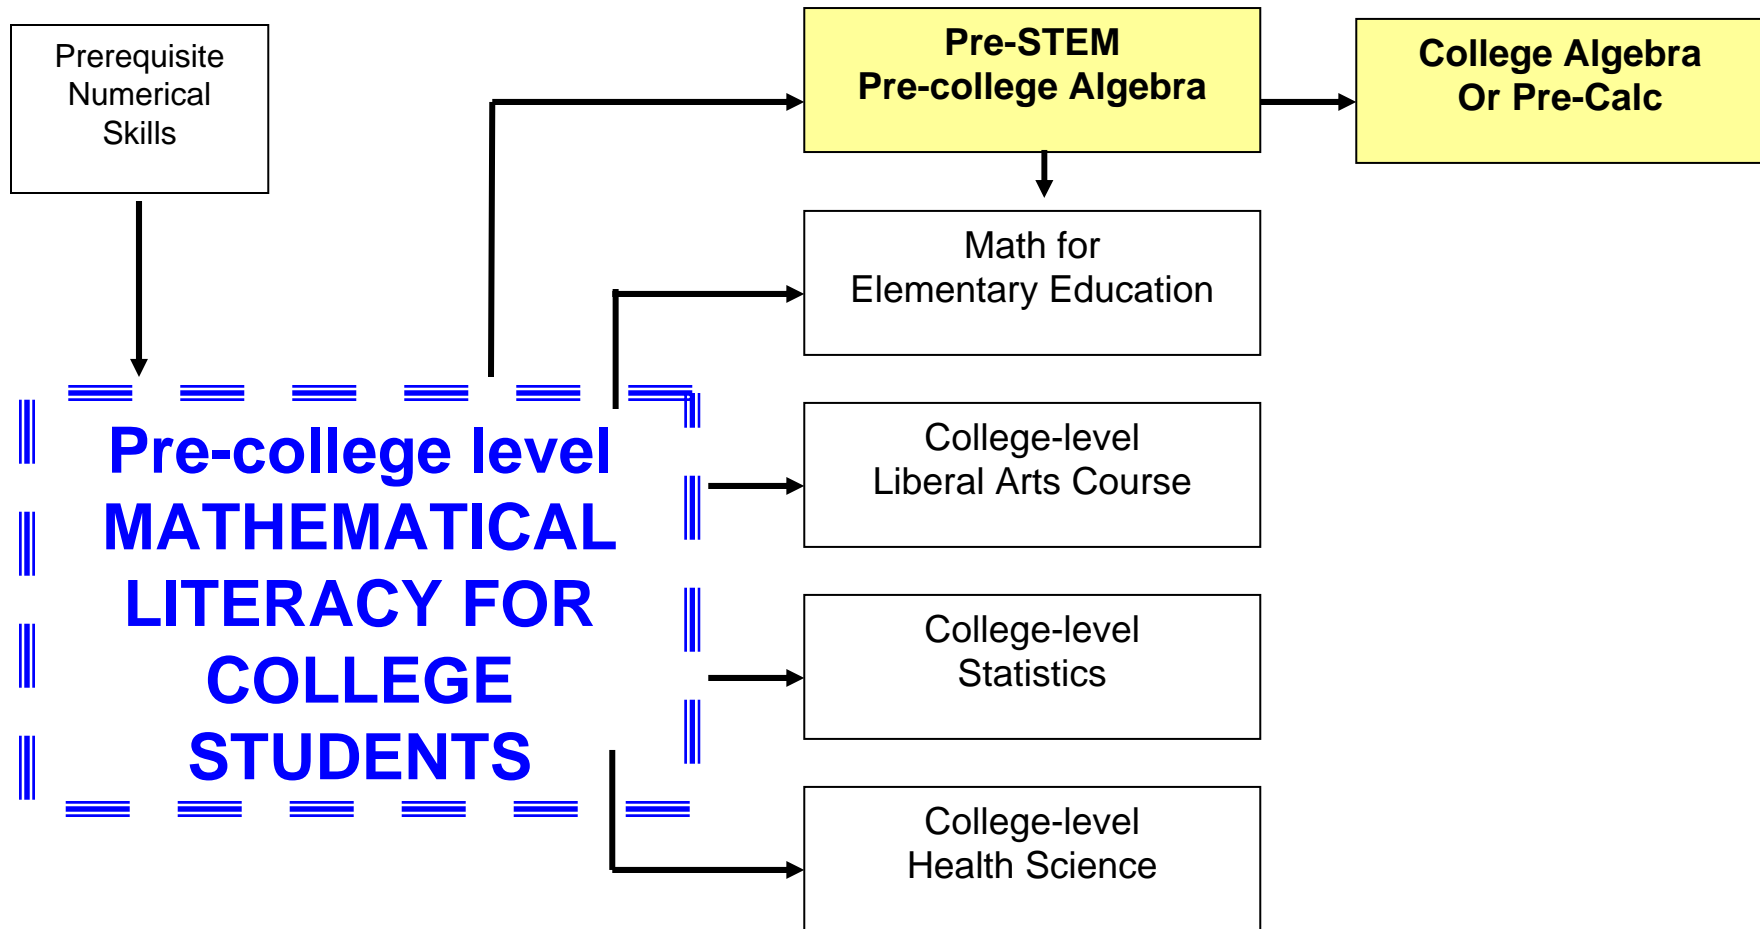 Prerequisite
Numerical
Skills
Pre-STEM
Pre-college Algebra
College Algebra
Or Pre-Calc
Math for
Elementary Education
Pre-college level
MATHEMATICAL
LITERACY FOR
COLLEGE
STUDENTS
College-level
Liberal Arts Course
College-level
Statistics
College-level
Health Science